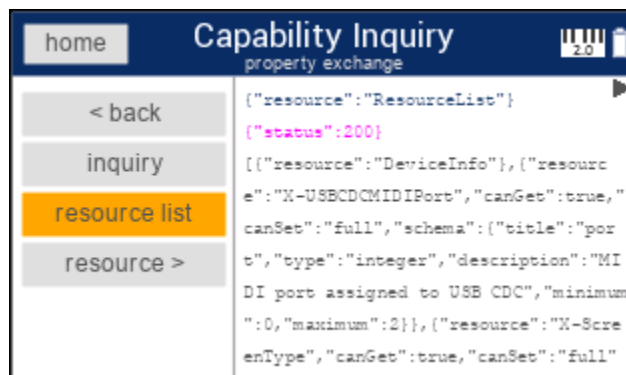 home
Capability Inquiry
property exchange
2.0
< back
inquiry
resource list
resource >
{"resource":"ResourceList"}
{"status":200}
[{"resource":"DeviceInfo"},{"resourc
e":"X-USBCDCMIDIPort","canGet":true,"
canSet":"full","schema":{"title":"por
t","type":"integer","description":"MI
DI port assigned to USB CDC","minimum
":0,"maximum":2}},{"resource":"X-Scre
enType","canGet":true,"canSet":"full"